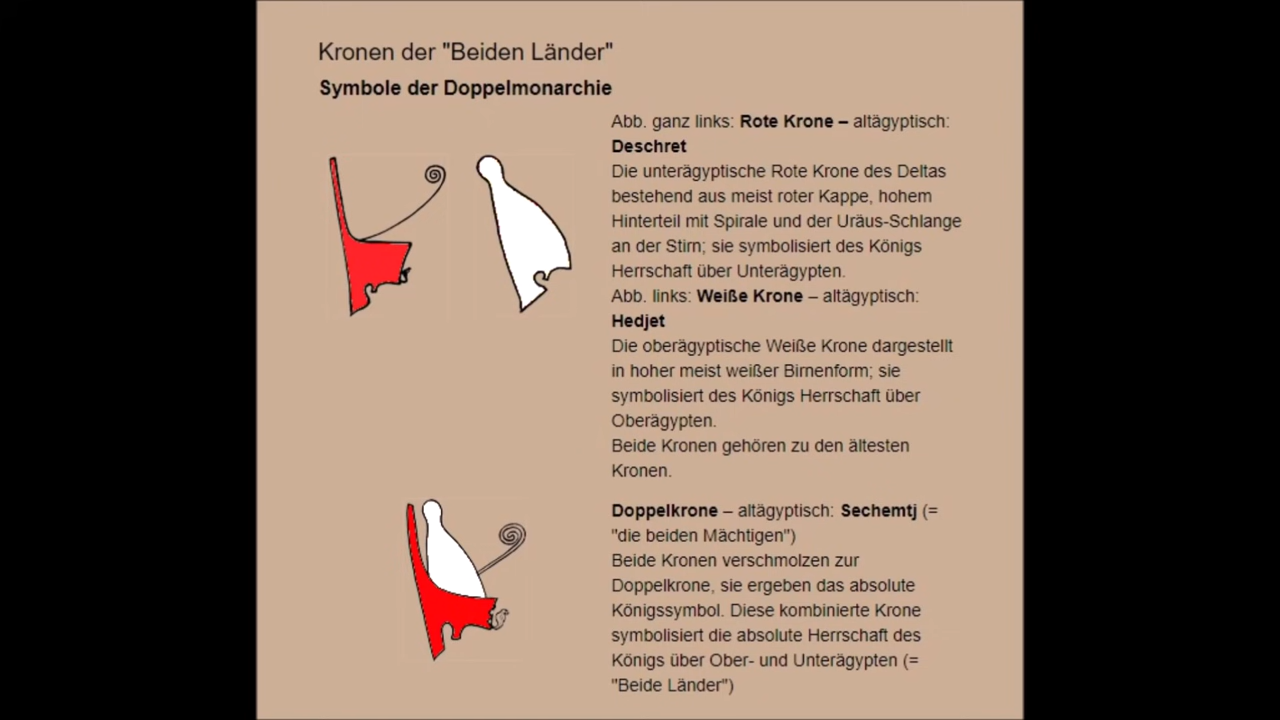 Kronen der "Beiden Länder"
Symbole der Doppelmonarchie
Abb. ganz links: Rote Krone – altägyptisch:
Deschret
Die unterägyptische Rote Krone des Deltas
bestehend aus meist roter Kappe, hohem
Hinterteil mit Spirale und der Uräus-Schlange
an der Stirn; sie symbolisiert des Königs
Herrschaft über Unterägypten.
Abb. links: Weiße Krone – altägyptisch:
Hedjet
Die oberägyptische Weiße Krone dargestellt
in hoher meist weißer Birnenform; sie
symbolisiert des Königs Herrschaft über
Oberägypten.
Beide Kronen gehören zu den ältesten
Kronen.
Doppelkrone – altägyptisch: Sechemtj (=
"die beiden Mächtigen")
Beide Kronen verschmolzen zur
Doppelkrone, sie ergeben das absolute
Königssymbol. Diese kombinierte Krone
symbolisiert die absolute Herrschaft des
Königs über Ober- und Unterägypten (=
"Beide Länder")